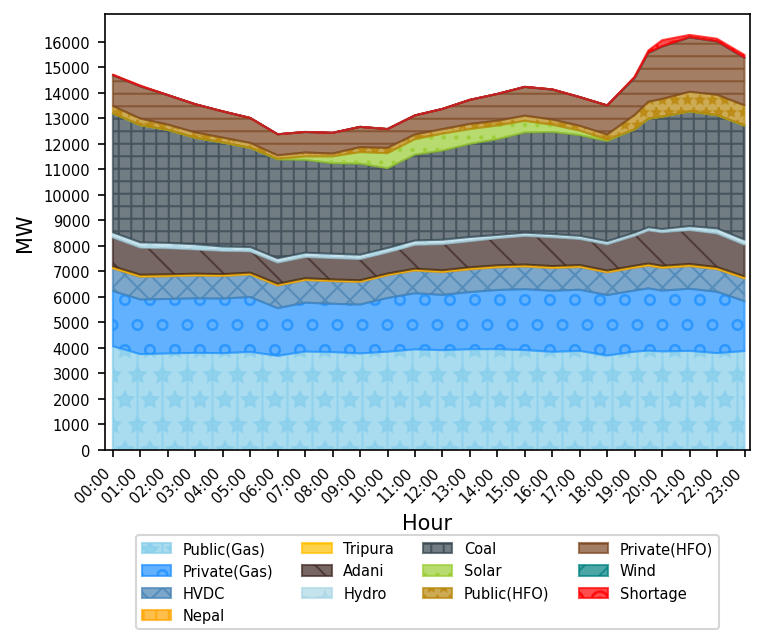 MW
16000
15000
14000
13000
12000
11000
10000
9000
8000
7000
6000
5000
4000
3000
2000
1000
0
00:00 01:00 02:00 03:00 04:00 05:00 06:00 07:00 08:00 09:00 10:00 11:00 12:00 13:00 14:00 15:00 16:00 17:00 18:00 19:00 20:00 21:00 22:00 23:00
Hour
Public(Gas) Tripura Coal Private(HFO)
Private(Gas) Adani Solar Wind
HVDC Hydro Public(HFO) Shortage
Nepal